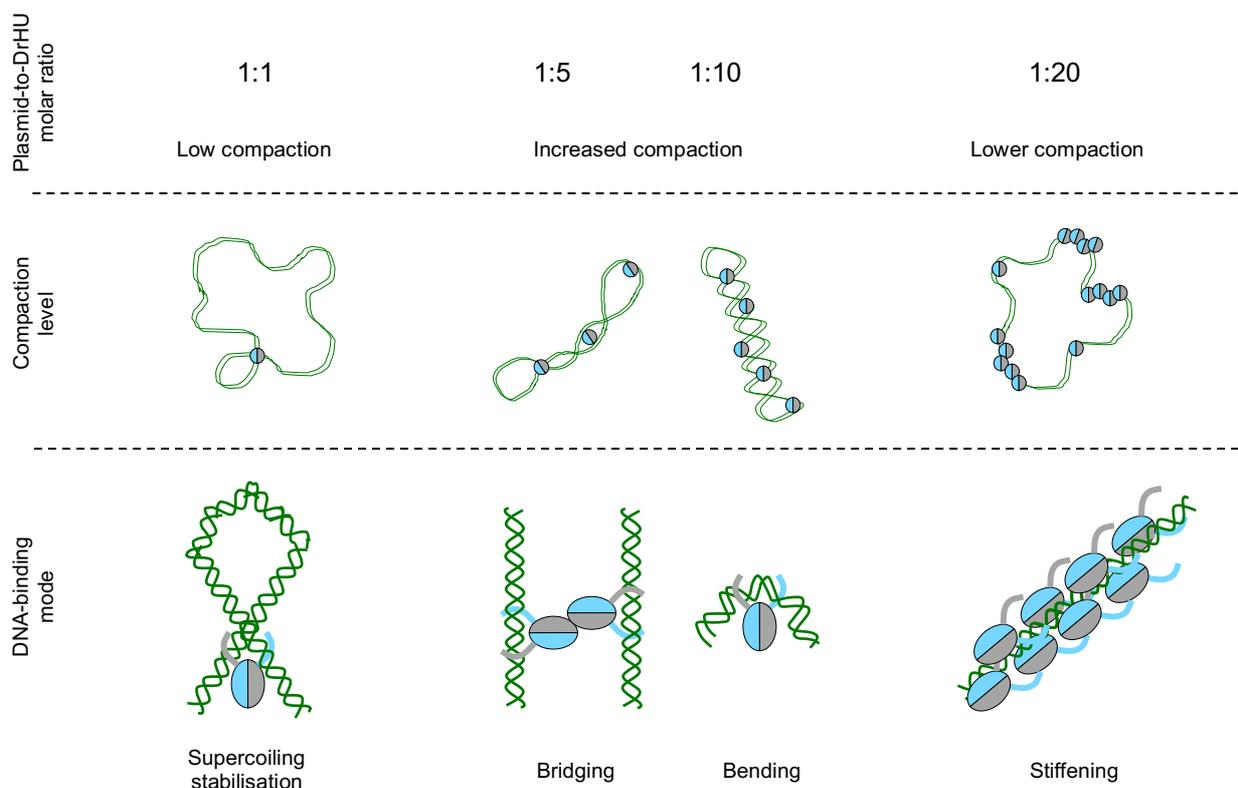 Plasmid-to-DrHU
molar ratio
1:1
1:5
1:10
1:20
Low compaction
Increased compaction
Lower compaction
Compaction
level
DNA-binding
mode
Supercoiling
stabilisation
Bridging
Bending
Stiffening